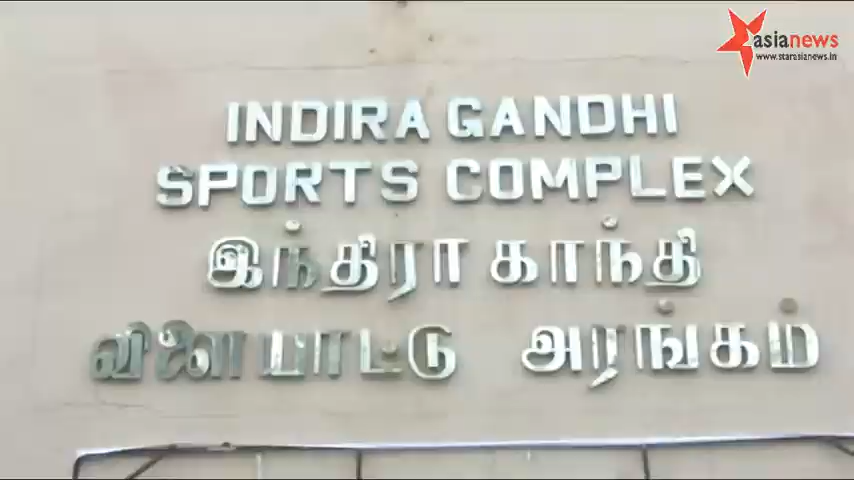 asianews
www.starasianews.in
INDIRA GANDHI
SPORTS COMPLEX
இந்திரா காந்தி
விளையாட்டு அரங்கம்